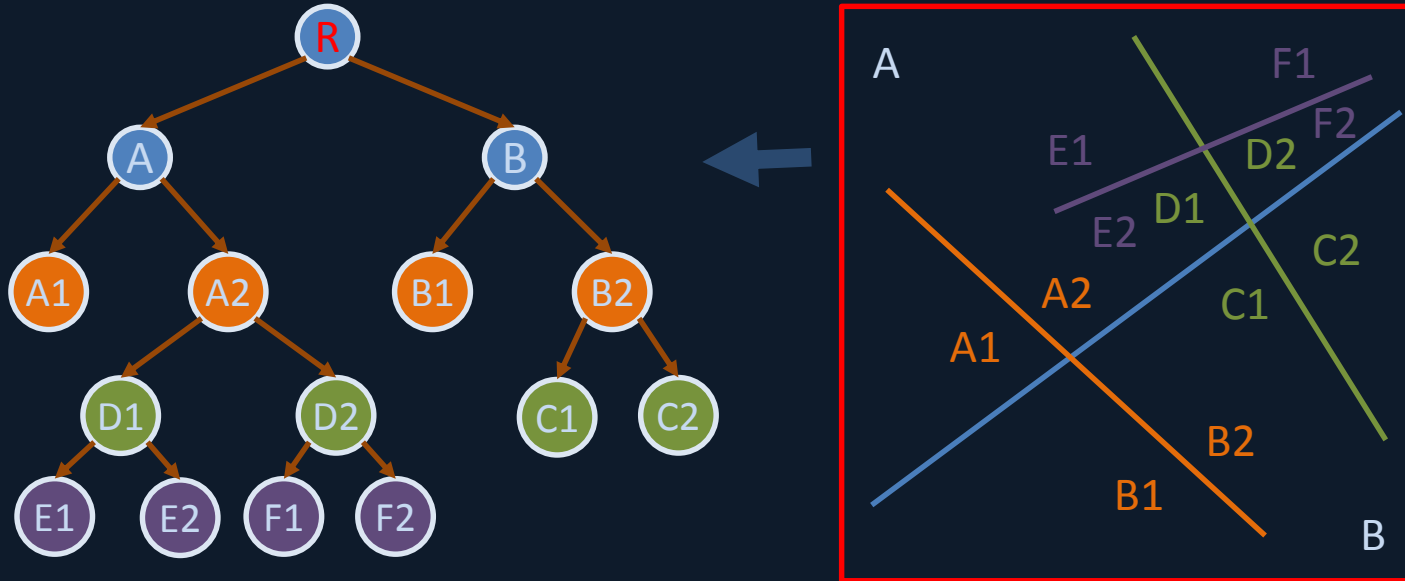 R
A B
A1 A2 B1 B2
D1 D2 C1 C2
E1 E2 F1 F2
A
F1
F2
E1
D2
D1
E2
C2
A2
C1
A1
B2
B1
B